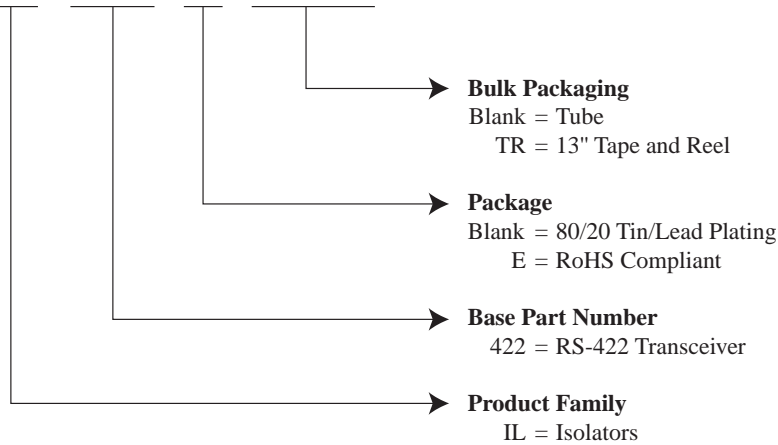 Bulk Packaging
Blank = Tube
TR = 13" Tape and Reel
Package
Blank = 80/20 Tin/Lead Plating
E = RoHS Compliant
Base Part Number
422 = RS-422 Transceiver
Product Family
IL = Isolators